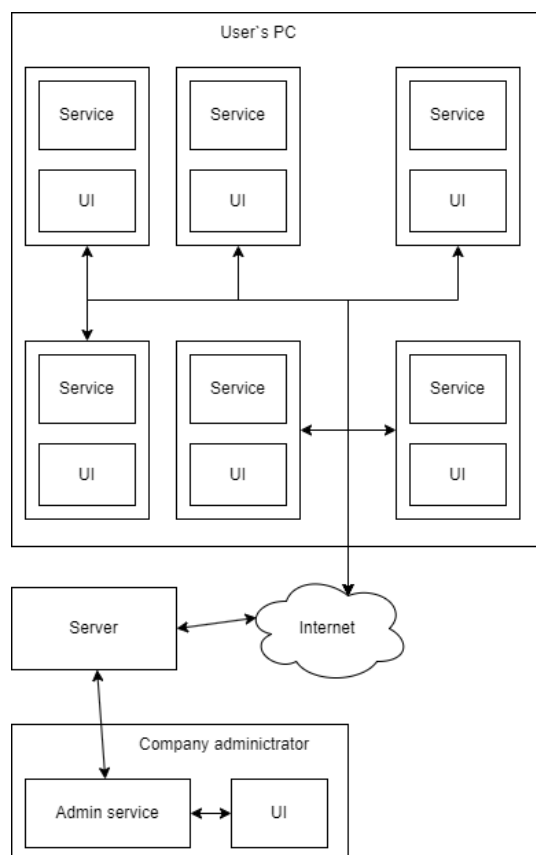 User`s PC
Service
Service
Service
UI
UI
UI
Service
Service
Service
UI
UI
UI
Server
Internet
Company adminictrator
Admin service
UI